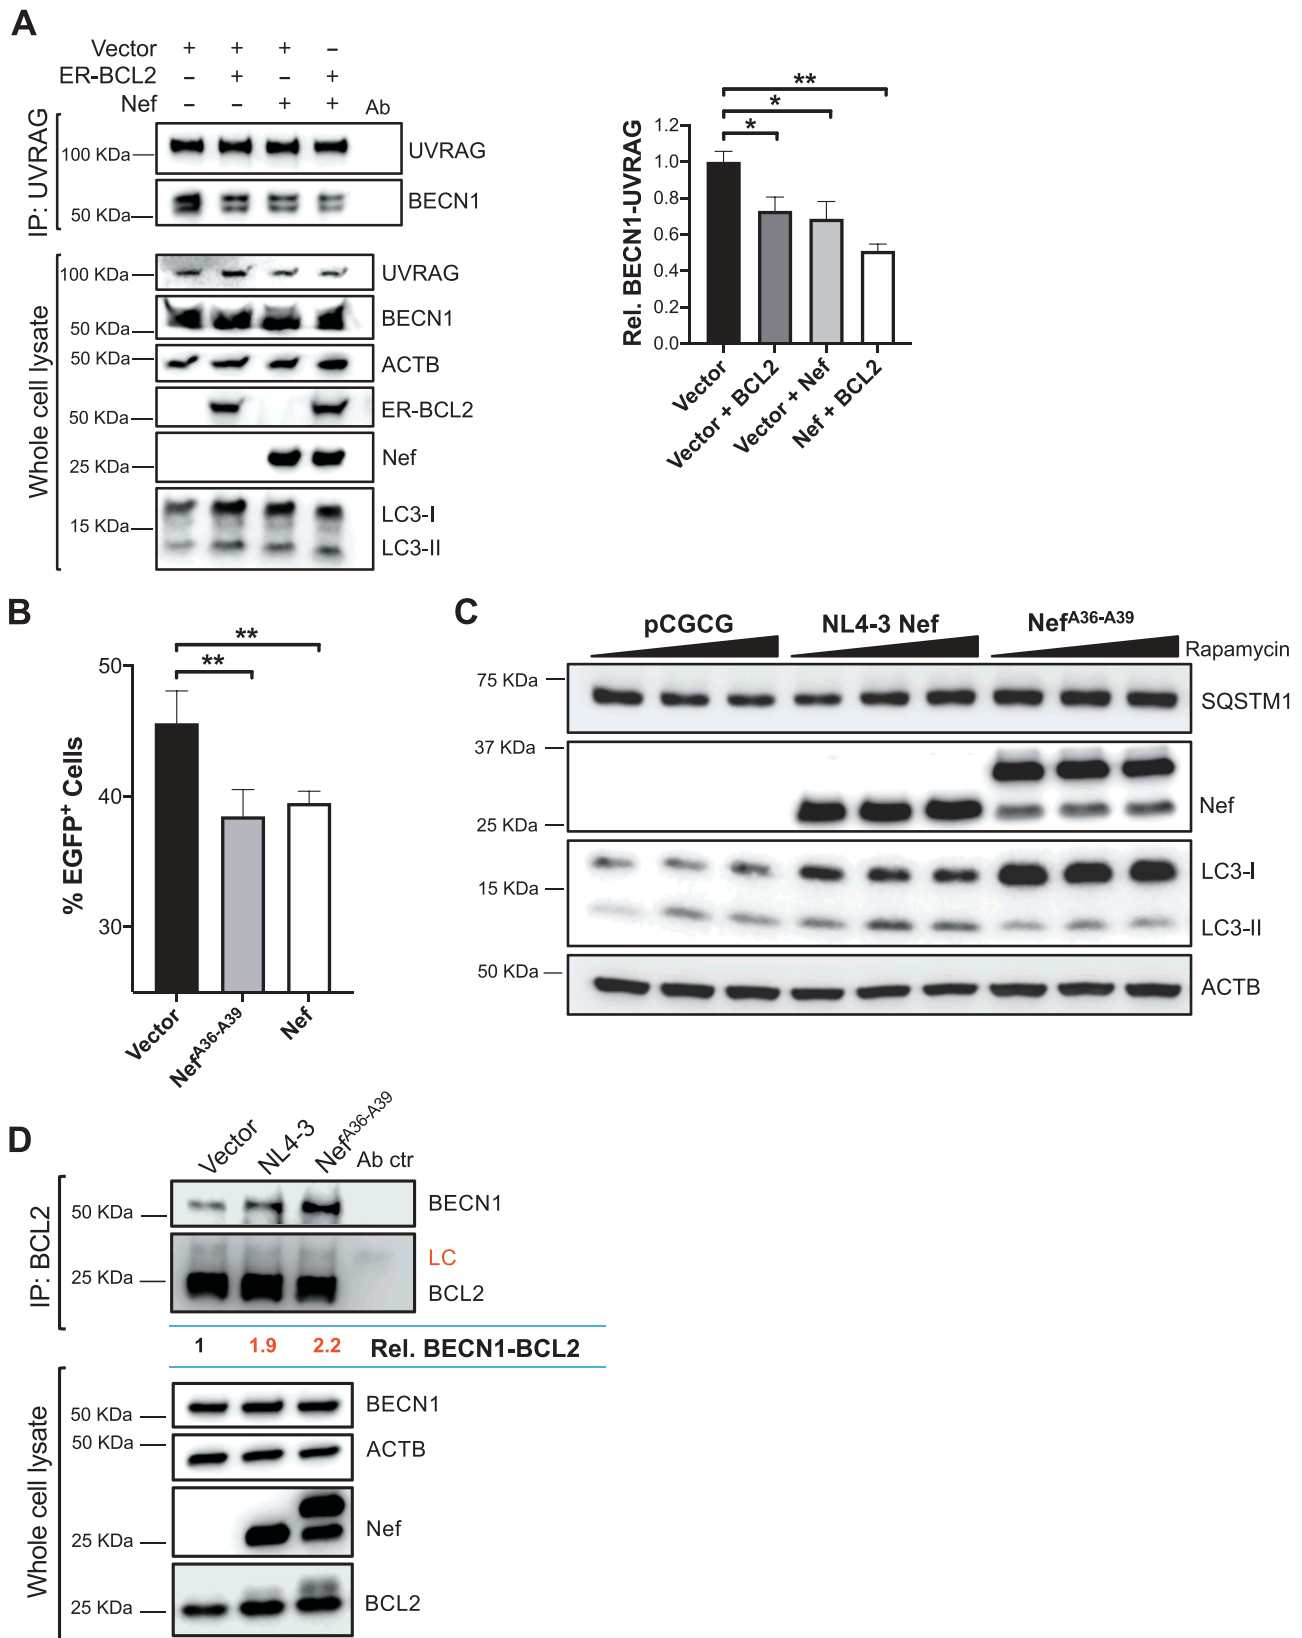 A
Vector + + + –
ER-BCL2 – + – +
Nef – – + + Ab
IP: UVRAG
100 KDa UVRAG
50 KDa BECN1
Whole cell lysate
100 KDa UVRAG
50 KDa BECN1
50 KDa ACTB
50 KDa ER-BCL2
25 KDa Nef
15 KDa LC3-I
LC3-II
**
*
*
Rel. BECN1-UVRAG
1.2
1.0
0.8
0.6
0.4
0.2
0.0
Vector
Vector + BCL2
Vector + Nef
Nef + BCL2
B
**
**
% EGFP+ Cells
50
40
30
Vector
NefA36-A39
Nef
C
pCGCG NL4-3 Nef NefA36-A39
Rapamycin
75 KDa SQSTM1
37 KDa
Nef
25 KDa
LC3-I
15 KDa
LC3-II
50 KDa
ACTB
D
Vector NL4-3 NefA36-A39 Ab ctr
IP: BCL2
50 KDa BECN1
LC
25 KDa BCL2
1 1.9 2.2 Rel. BECN1-BCL2
Whole cell lysate
50 KDa BECN1
50 KDa ACTB
25 KDa Nef
25 KDa BCL2